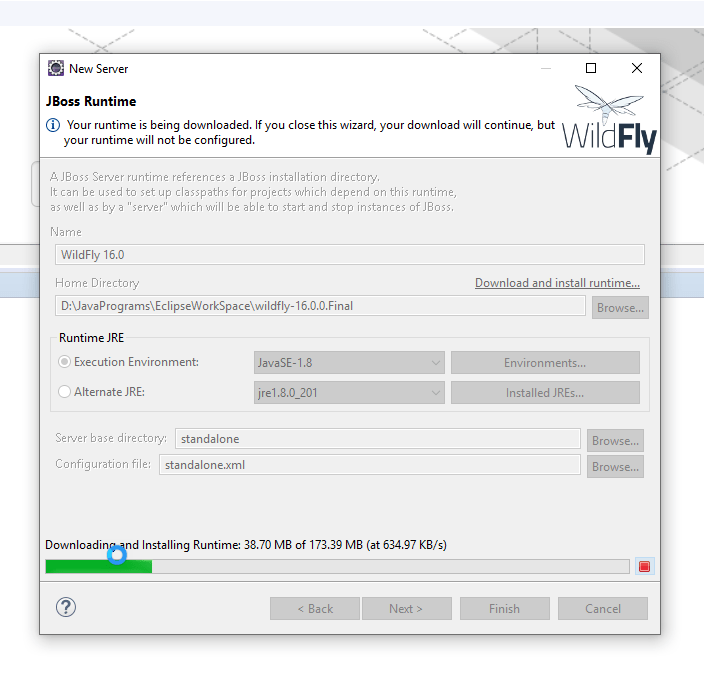 New Server
JBoss Runtime
Your runtime is being downloaded. If you close this wizard, your download will continue, but
your runtime will not be configured.
WildFly
A JBoss Server runtime references a JBoss installation directory.
It can be used to set up classpaths for projects which depend on this runtime,
as well as by a "server" which will be able to start and stop instances of JBoss.
Name
WildFly 16.0
Home Directory
Download and install runtime...
D:\JavaPrograms\EclipseWorkSpace\wildfly-16.0.0.Final
Browse...
Runtime JRE
Execution Environment:
JavaSE-1.8
Environments...
Alternate JRE:
jre1.8.0_201
Installed JREs...
Server base directory:
standalone
Browse...
Configuration file:
standalone.xml
Browse...
Downloading and Installing Runtime: 38.70 MB of 173.39 MB (at 634.97 KB/s)
?
< Back
Next >
Finish
Cancel